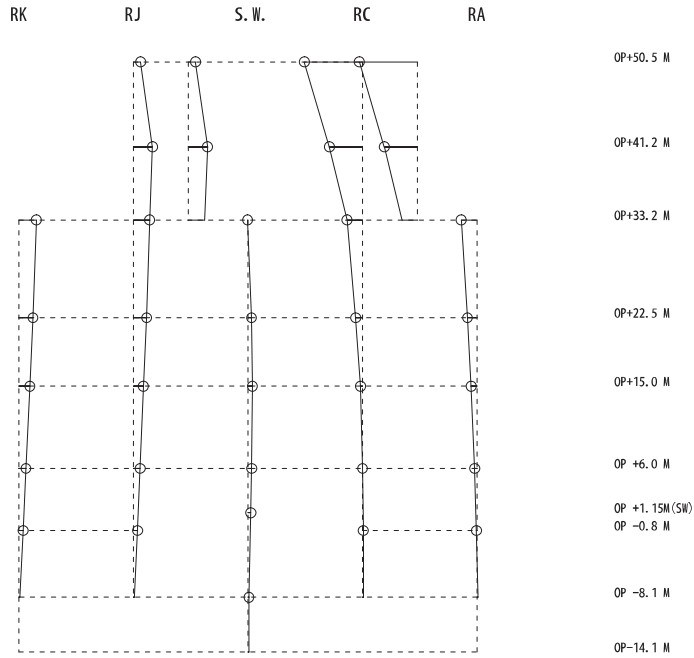 RK RJ S.W. RC RA
OP+50.5 M
OP+41.2 M
OP+33.2 M
OP+22.5 M
OP+15.0 M
OP +6.0 M
OP +1.15M(SW)
OP -0.8 M
OP -8.1 M
OP-14.1 M